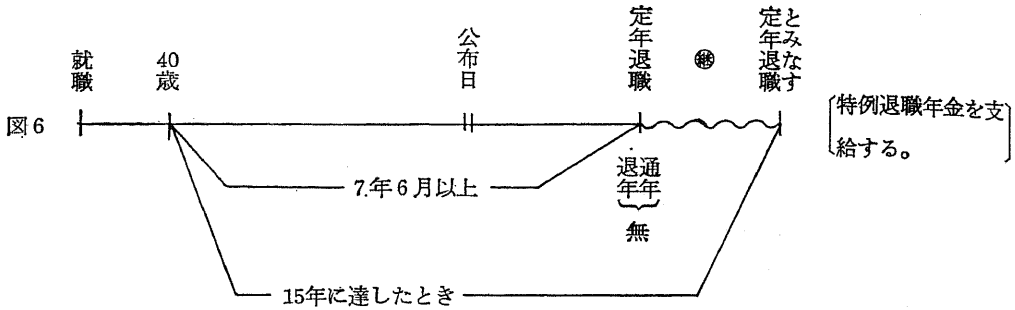 図6
就職
40歳
公布日
定年退職
㋘
定年退職
とみなす
特例退職年金を支
給する。
7.年6月以上
退年
通年
無
15年に達したとき